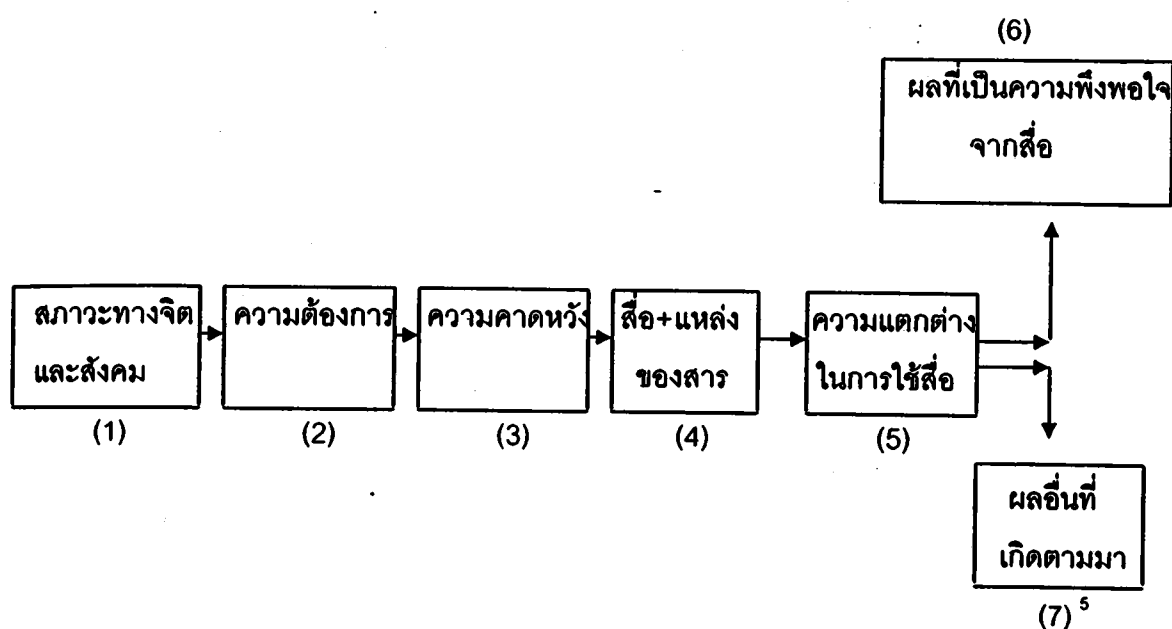 (6)
ผลที่เป็นความพึงพอใจ
จากสื่อ
สภาวะทางจิต
และสังคม
(1)
ความต้องการ
(2)
ความคาดหวัง
(3)
สื่อ+แหล่ง
ของสาร
(4)
ความแตกต่าง
ในการใช้สื่อ
(5)
ผลอื่นที่
เกิดตามมา
(7) 5